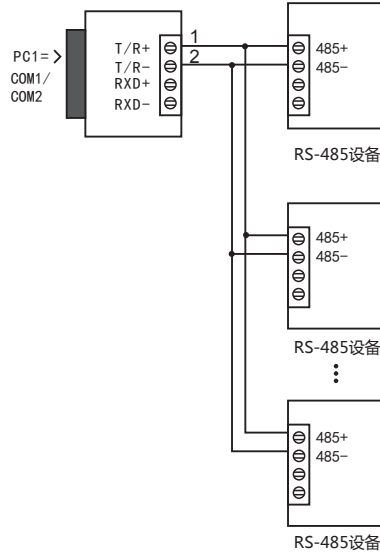 PC1=>
COM1/
COM2
T/R+
T/R-
RXD+
RXD-
1
2
485+
485-
RS-485设备
485+
485-
RS-485设备
485+
485-
RS-485设备